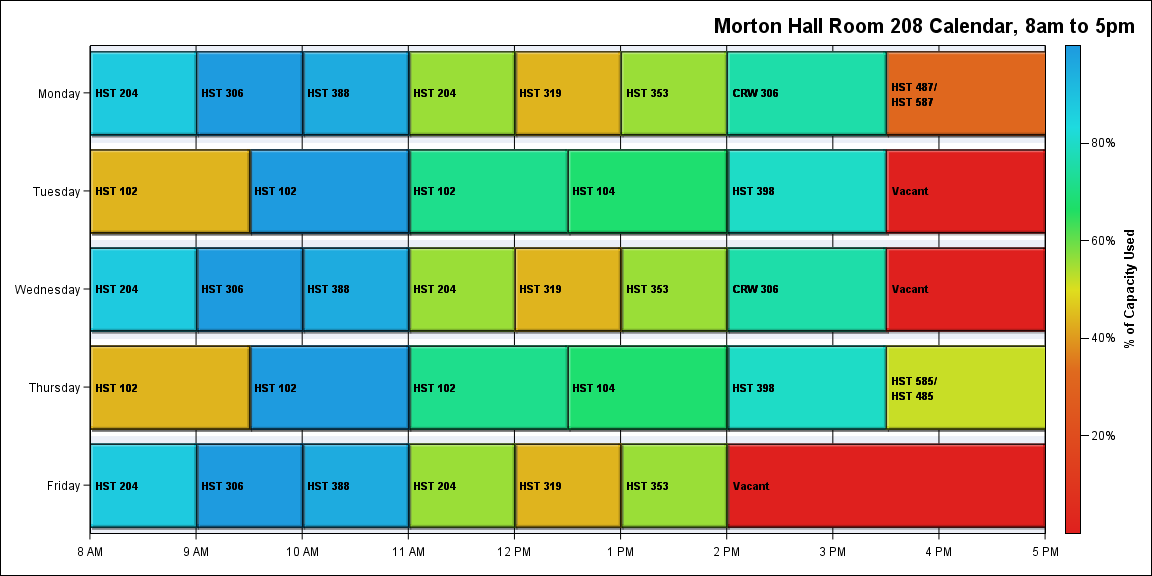 Morton Hall Room 208 Calendar, 8am to 5pm
Monday
HST 204
HST 306
HST 388
HST 204
HST 319
HST 353
CRW 306
HST 487/
HST 587
Tuesday
HST 102
HST 102
HST 102
HST 104
HST 398
Vacant
Wednesday
HST 204
HST 306
HST 388
HST 204
HST 319
HST 353
CRW 306
Vacant
Thursday
HST 102
HST 102
HST 102
HST 104
HST 398
HST 585/
HST 485
Friday
HST 204
HST 306
HST 388
HST 204
HST 319
HST 353
Vacant
8 AM
9 AM
10 AM
11 AM
12 PM
1 PM
2 PM
3 PM
4 PM
5 PM
80%
60%
40%
20%
% of Capacity Used